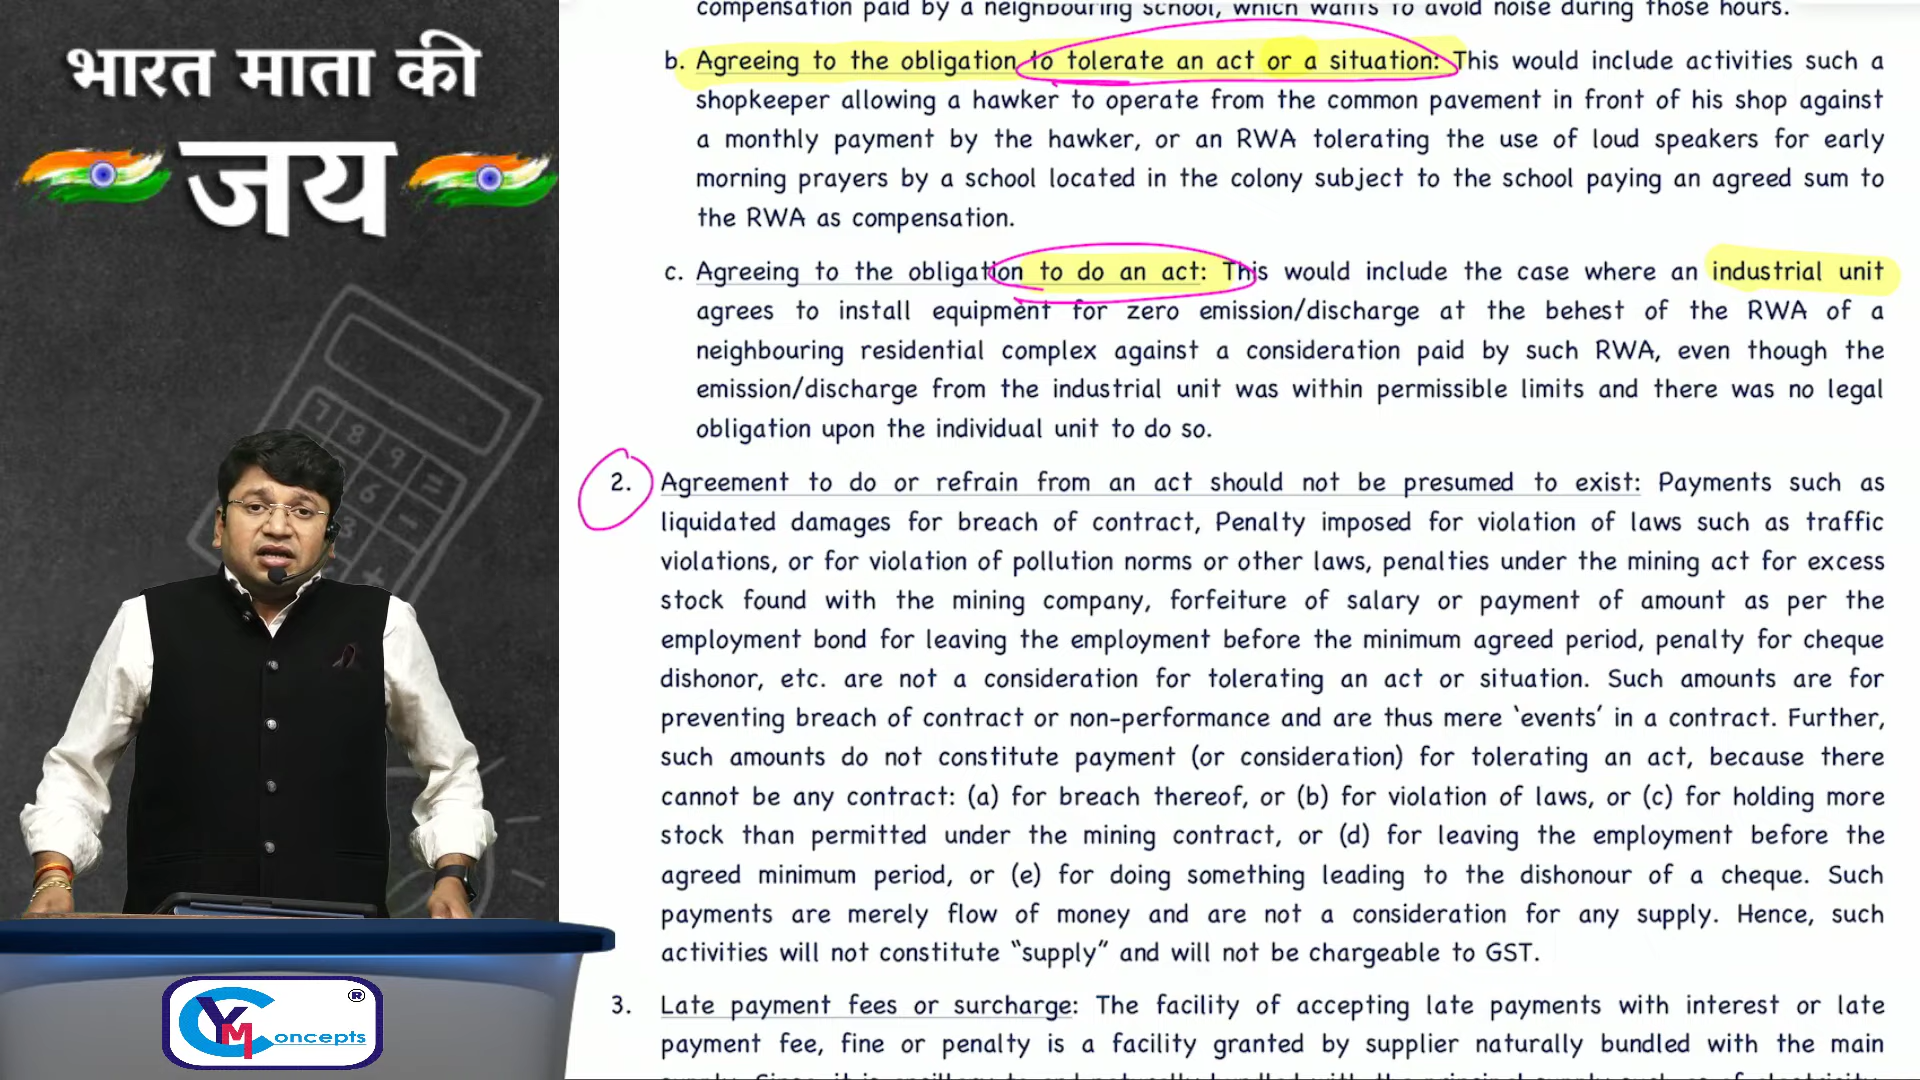 भारत माता की
जय
compensation paid by a neighbouring school, which wants to avoid noise during those hours.
b. Agreeing to the obligation to tolerate an act or a situation: This would include activities such a
shopkeeper allowing a hawker to operate from the common pavement in front of his shop against
a monthly payment by the hawker, or an RWA tolerating the use of loud speakers for early
morning prayers by a school located in the colony subject to the school paying an agreed sum to
the RWA as compensation.
c. Agreeing to the obligation to do an act: This would include the case where an industrial unit
agrees to install equipment for zero emission/discharge at the behest of the RWA of a
neighbouring residential complex against a consideration paid by such RWA, even though the
emission/discharge from the industrial unit was within permissible limits and there was no legal
obligation upon the individual unit to do so.
2. Agreement to do or refrain from an act should not be presumed to exist: Payments such as
liquidated damages for breach of contract, Penalty imposed for violation of laws such as traffic
violations, or for violation of pollution norms or other laws, penalties under the mining act for excess
stock found with the mining company, forfeiture of salary or payment of amount as per the
employment bond for leaving the employment before the minimum agreed period, penalty for cheque
dishonor, etc. are not a consideration for tolerating an act or situation. Such amounts are for
preventing breach of contract or non-performance and are thus mere ‘events’ in a contract. Further,
such amounts do not constitute payment (or consideration) for tolerating an act, because there
cannot be any contract: (a) for breach thereof, or (b) for violation of laws, or (c) for holding more
stock than permitted under the mining contract, or (d) for leaving the employment before the
agreed minimum period, or (e) for doing something leading to the dishonour of a cheque. Such
payments are merely flow of money and are not a consideration for any supply. Hence, such
activities will not constitute “supply” and will not be chargeable to GST.
3. Late payment fees or surcharge: The facility of accepting late payments with interest or late
payment fee, fine or penalty is a facility granted by supplier naturally bundled with the main
YMConcepts ®